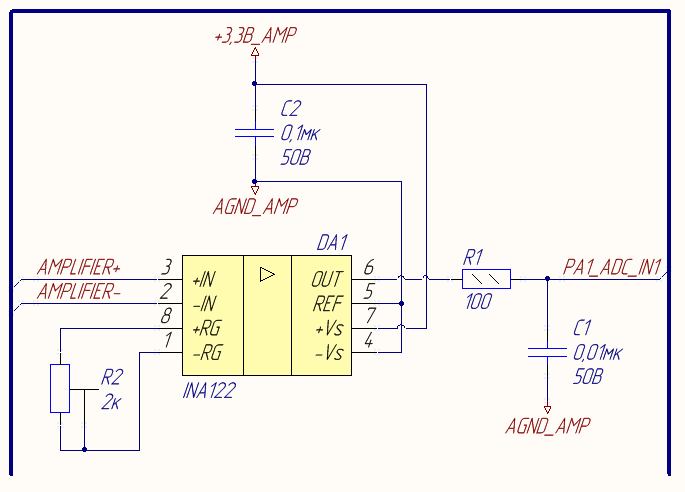 +3,3В_AMP
C2
0,1мк
50В
AGND_AMP
DA1
AMPLIFIER+
3
+IN
OUT
6
R1
PA1_ADC_IN1
AMPLIFIER-
2
-IN
REF
5
100
8
+RG
+Vs
7
C1
1
-RG
-Vs
4
0,01мк
R2
INA122
50В
2к
AGND_AMP